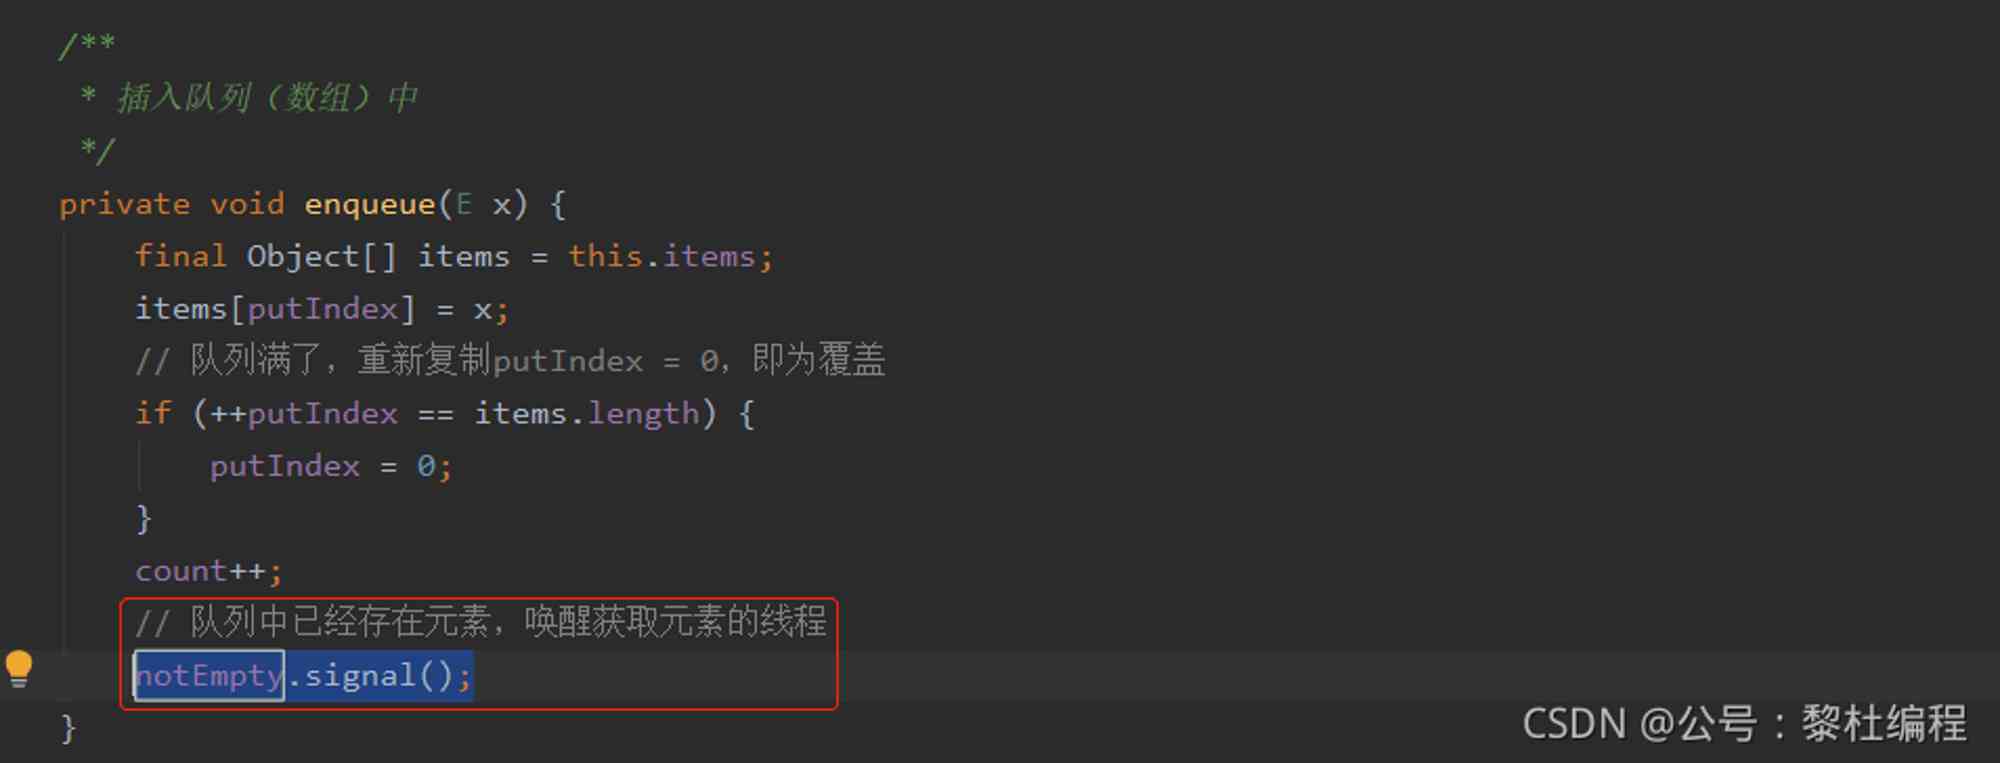 /**
 * 插入队列（数组）中
 */
private void enqueue(E x) {
    final Object[] items = this.items;
    items[putIndex] = x;
    // 队列满了，重新复制putIndex = 0，即为覆盖
    if (++putIndex == items.length) {
        putIndex = 0;
    }
    count++;
    // 队列中已经存在元素，唤醒获取元素的线程
    notEmpty.signal();
}
CSDN @公号：黎杜编程